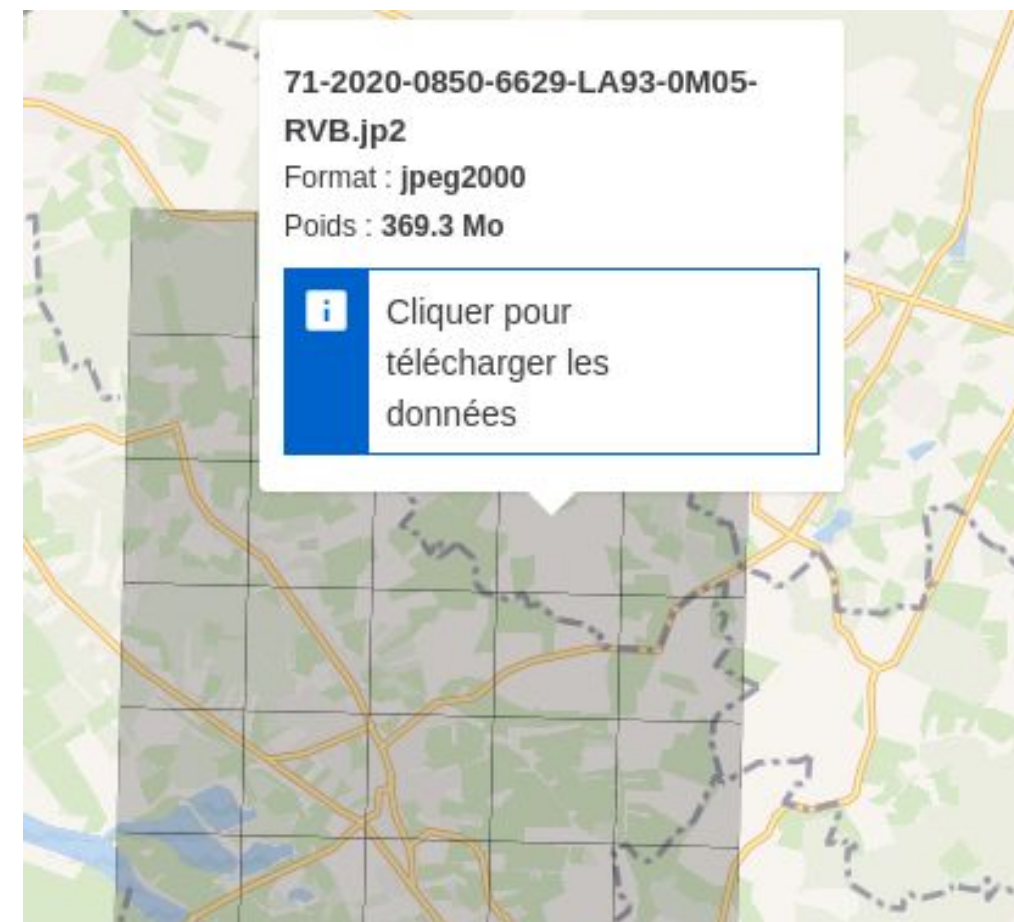 71-2020-0850-6629-LA93-0M05-
RVB.jp2
Format : jpeg2000
Poids : 369.3 Mo
i
Cliquer pour
télécharger les
données